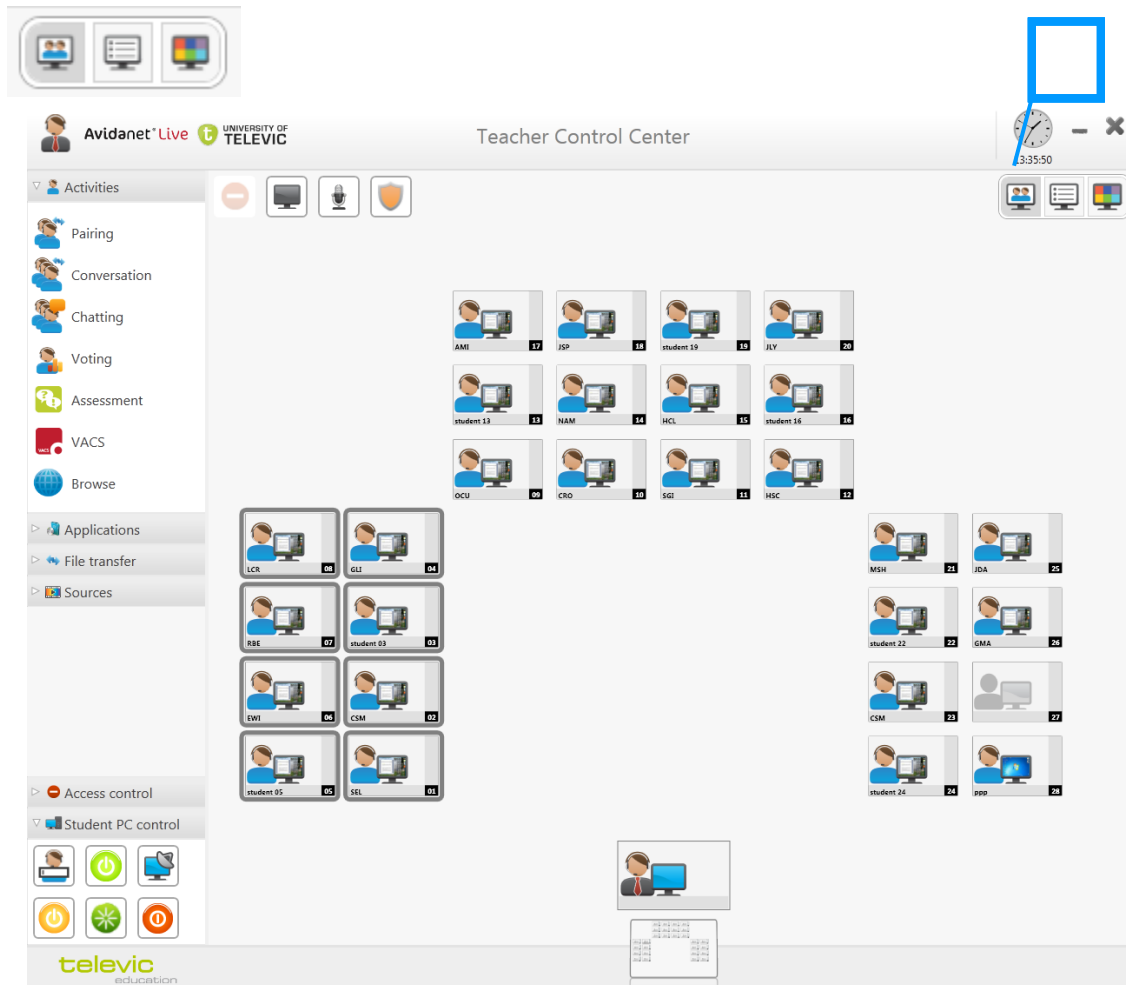 Avidanet® Live
t UNIVERSITY OF
TELEVIC
Teacher Control Center
13:35:50
Activities
Pairing
Conversation
Chatting
Voting
Assessment
VACS
VACS
Browse
Applications
File transfer
Sources
Access control
Student PC control
AMI 17
JSP 18
student 19 19
JLY 20
student 13 13
NAM 14
HCL 15
student 16 16
OCU 09
CRO 10
SGI 11
HSC 12
LCR 08
GLI 04
MSH 21
JDA 25
RBE 07
student 03 03
student 22 22
GMA 26
EWI 06
CSM 02
CSM 23
27
student 05 05
SEL 01
student 24 24
ppp 28
televic
education